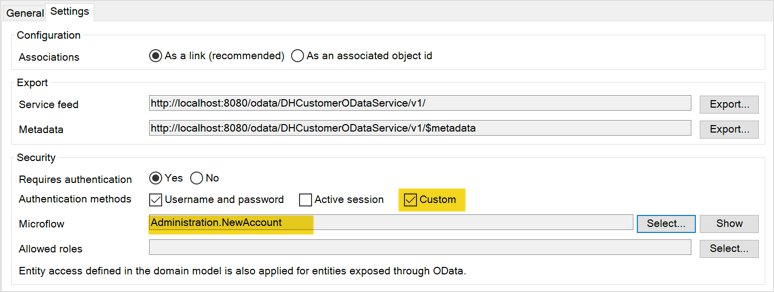 General Settings
Configuration
Associations As a link (recommended) As an associated object id
Export
Service feed http://localhost:8080/odata/DHCustomerODataService/v1/ Export...
Metadata http://localhost:8080/odata/DHCustomerODataService/v1/$metadata Export...
Security
Requires authentication Yes No
Authentication methods Username and password Active session Custom
Microflow Administration.NewAccount Select... Show
Allowed roles Select...
Entity access defined in the domain model is also applied for entities exposed through OData.